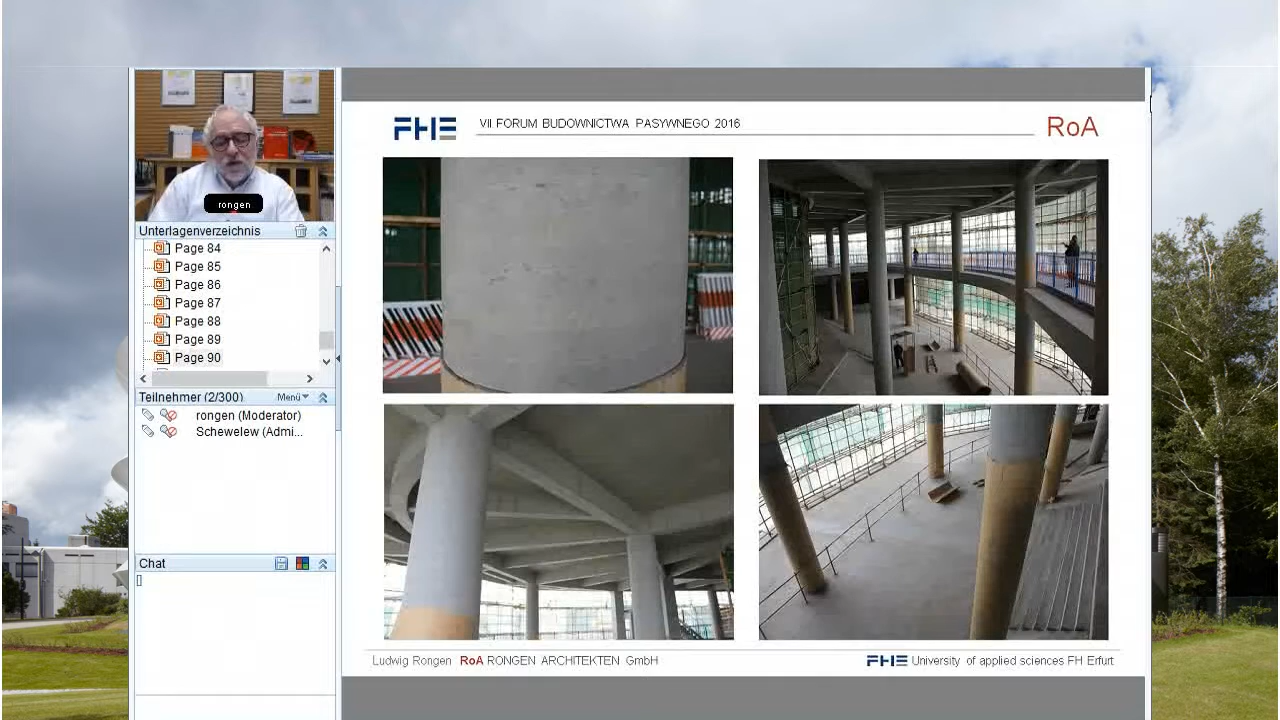 rongen
Unterlagenverzeichnis
Page 84
Page 85
Page 86
Page 87
Page 88
Page 89
Page 90
Teilnehmer (2/300)
Menü
rongen (Moderator)
Schewelew (Admi...
Chat
FHE
VII FORUM BUDOWNICTWA PASYWNEGO 2016
RoA
Ludwig Rongen RoA RONGEN ARCHITEKTEN GmbH
FHE University of applied sciences FH Erfurt